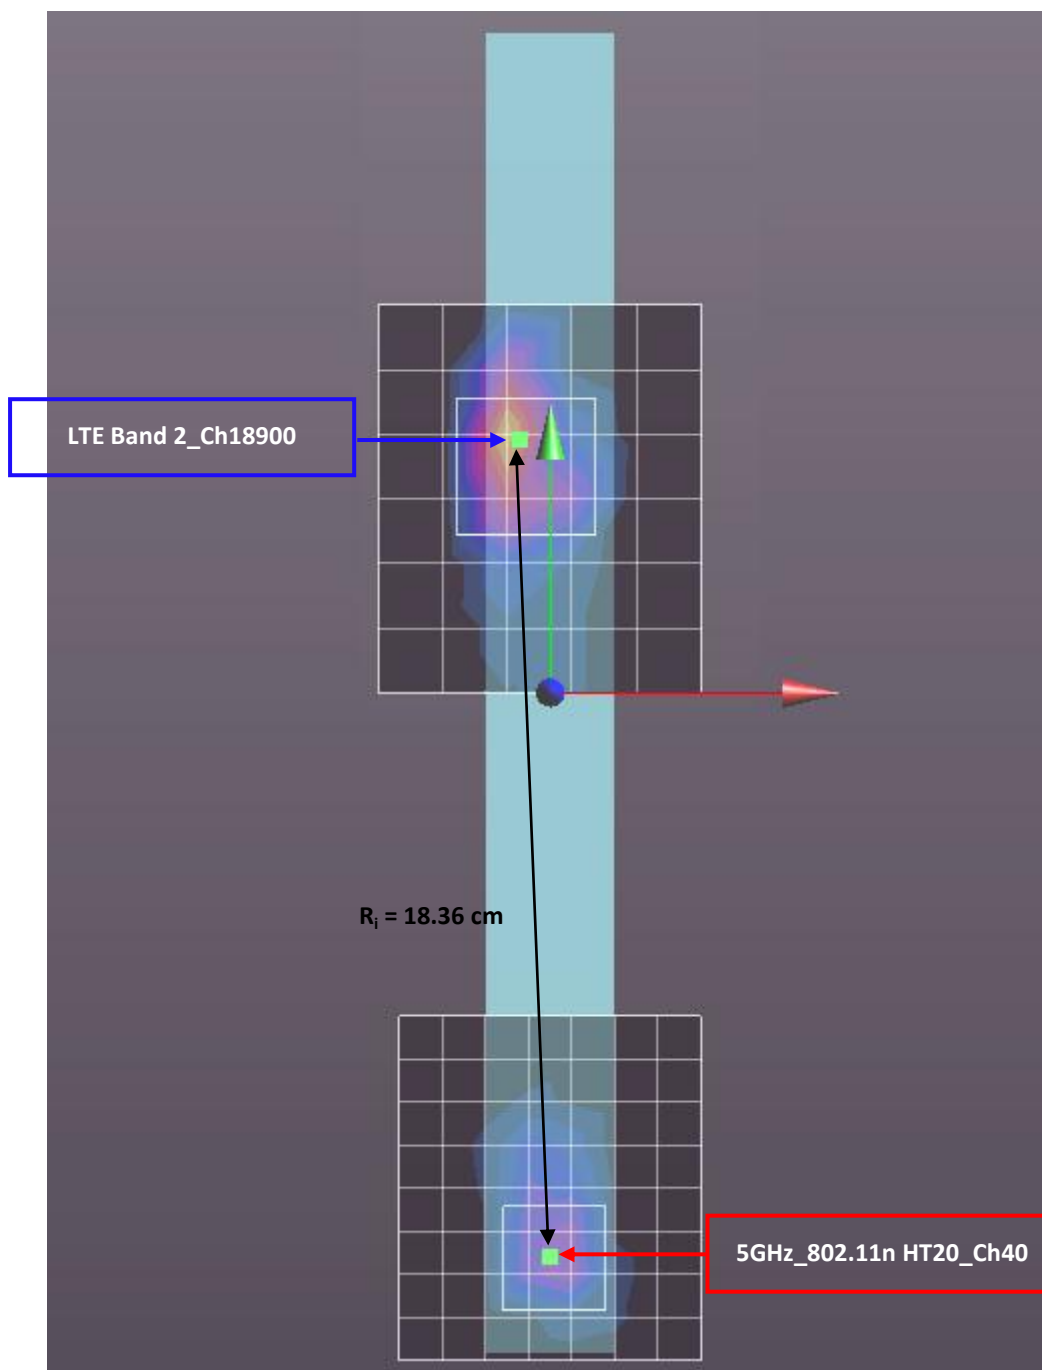 LTE Band 2_Ch18900
Rᵢ = 18.36 cm
5GHz_802.11n HT20_Ch40